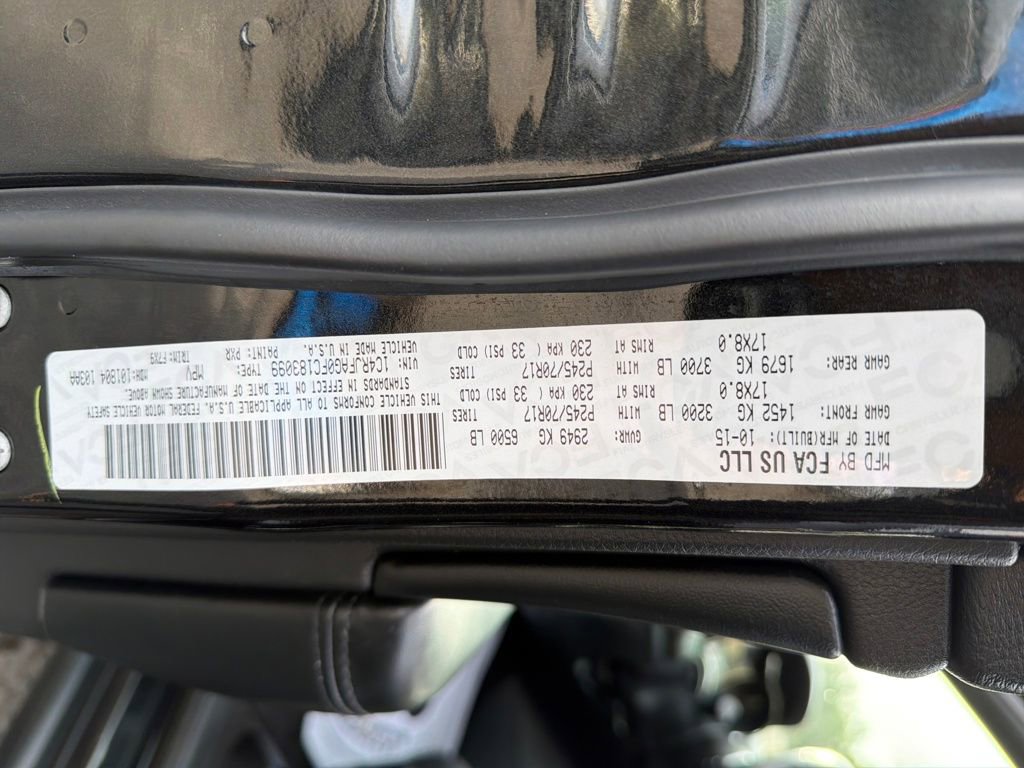 MFD BY FCA US LLC
DATE OF MFR(BUILT): 10-15 GVWR: 2949 KG 6500 LB
GAWR FRONT: 1452 KG 3200 LB WITH TIRES P245/70R17
17X8.0 RIMS AT 230 KPA ( 33 PSI) COLD
GAWR REAR: 1679 KG 3700 LB WITH TIRES P245/70R17
17X8.0 RIMS AT 230 KPA ( 33 PSI) COLD
THIS VEHICLE CONFORMS TO ALL APPLICABLE U.S.A. FEDERAL MOTOR VEHICLE SAFETY
STANDARDS IN EFFECT ON THE DATE OF MANUFACTURE SHOWN ABOVE.
VIN: 1C4RJFAG0FC183099 TYPE: MPV MDH:101804 103AA
VEHICLE MADE IN U.S.A. PAINT: PXR TRIM: F7X9